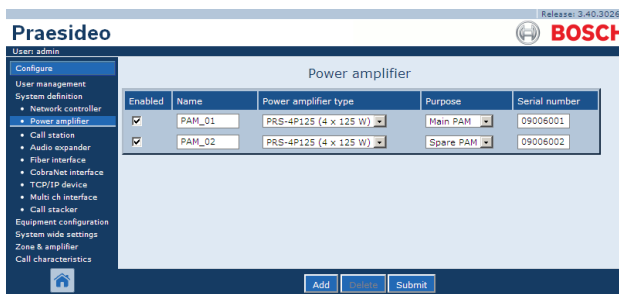 Release: 3.40.3026
Praesideo
BOSCH
User: admin
Configure
User management
System definition
• Network controller
• Power amplifier
• Call station
• Audio expander
• Fiber interface
• CobraNet interface
• TCP/IP device
• Multi ch interface
• Call stacker
Equipment configuration
System wide settings
Zone & amplifier
Call characteristics
Power amplifier
Enabled Name Power amplifier type Purpose Serial number
PAM_01 PRS-4P125 (4 x 125 W) Main PAM 09006001
PAM_02 PRS-4P125 (4 x 125 W) Spare PAM 09006002
Add Delete Submit